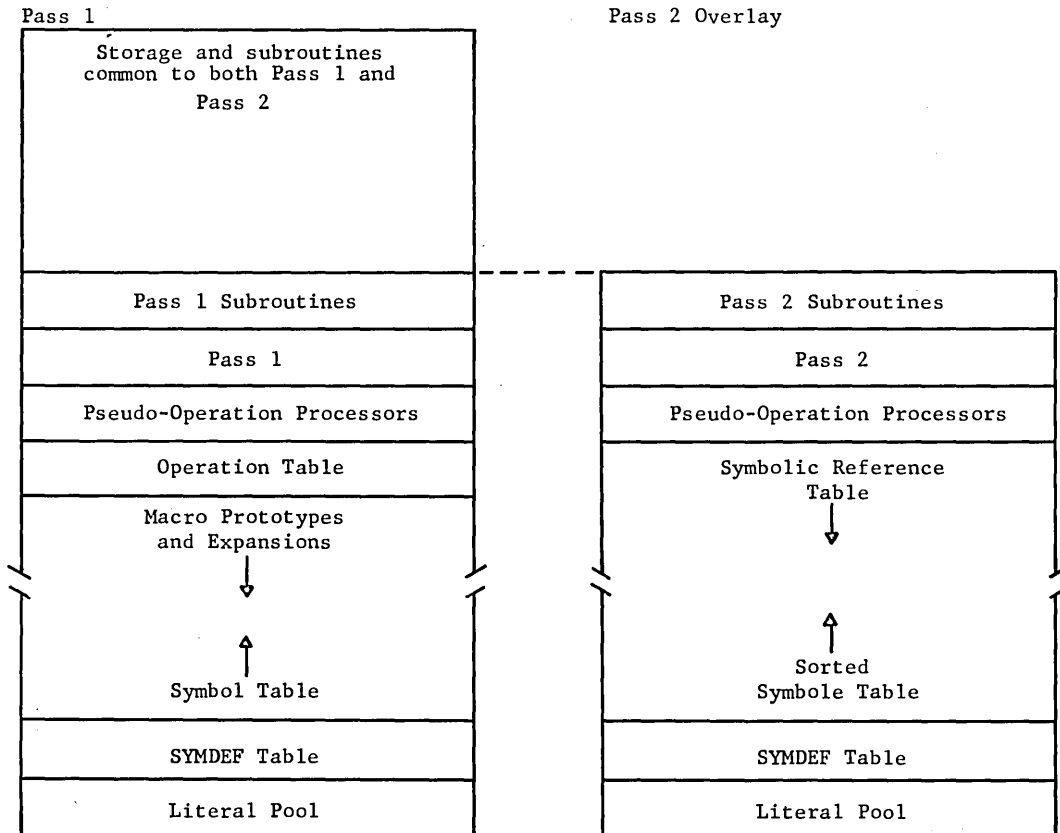 Pass 1
Pass 2 Overlay
Storage and subroutines
common to both Pass 1 and
Pass 2
Pass 1 Subroutines
Pass 1
Pseudo-Operation Processors
Operation Table
Macro Prototypes
and Expansions
Symbol Table
SYMDEF Table
Literal Pool
Pass 2 Subroutines
Pass 2
Pseudo-Operation Processors
Symbolic Reference
Table
Sorted
Symbole Table
SYMDEF Table
Literal Pool